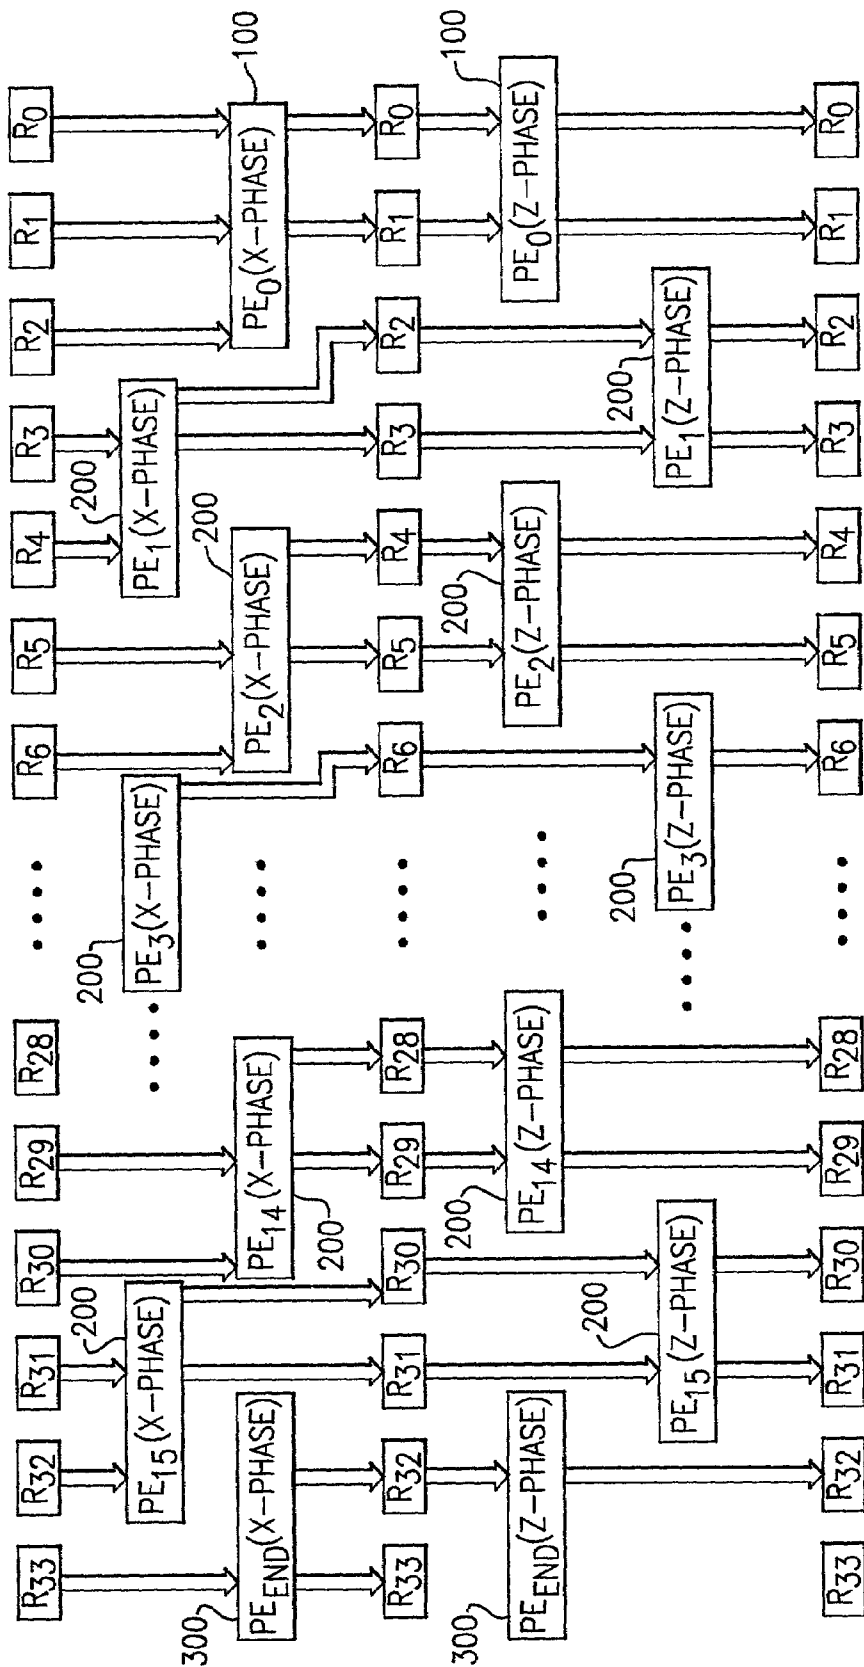 R33 R32 R31 R30 R29 R28 .... R6 R5 R4 R3 R2 R1 R0
200 200 200
PE15(X–PHASE) .... PE3(X–PHASE) PE1(X–PHASE)
300 200 100
PEEND(X–PHASE) PE14(X–PHASE) .... PE2(X–PHASE) PE0(X–PHASE)
200
R33 R32 R31 R30 R29 R28 .... R6 R5 R4 R3 R2 R1 R0
300 200 200 100
PEEND(Z–PHASE) PE14(Z–PHASE) .... PE2(Z–PHASE) PE0(Z–PHASE)
200 200 200
PE15(Z–PHASE) .... PE3(Z–PHASE) PE1(Z–PHASE)
R33 R32 R31 R30 R29 R28 .... R6 R5 R4 R3 R2 R1 R0